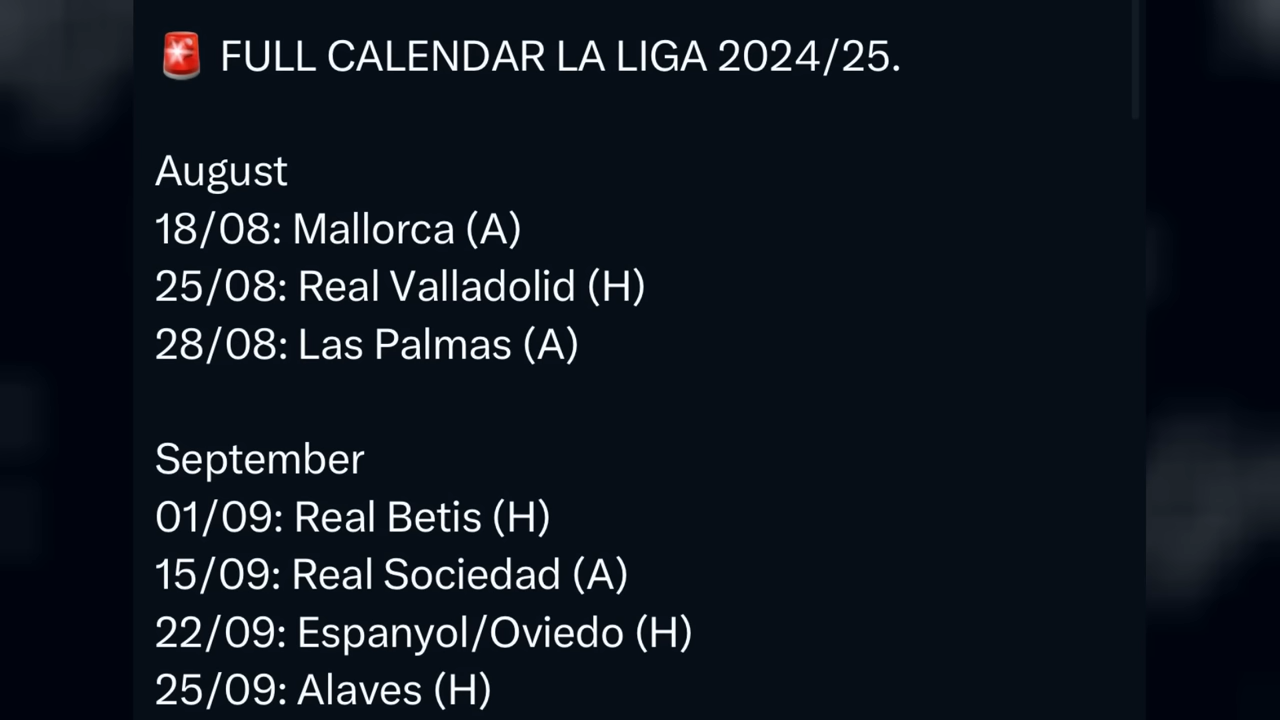 🚨 FULL CALENDAR LA LIGA 2024/25.
August
18/08: Mallorca (A)
25/08: Real Valladolid (H)
28/08: Las Palmas (A)
September
01/09: Real Betis (H)
15/09: Real Sociedad (A)
22/09: Espanyol/Oviedo (H)
25/09: Alaves (H)